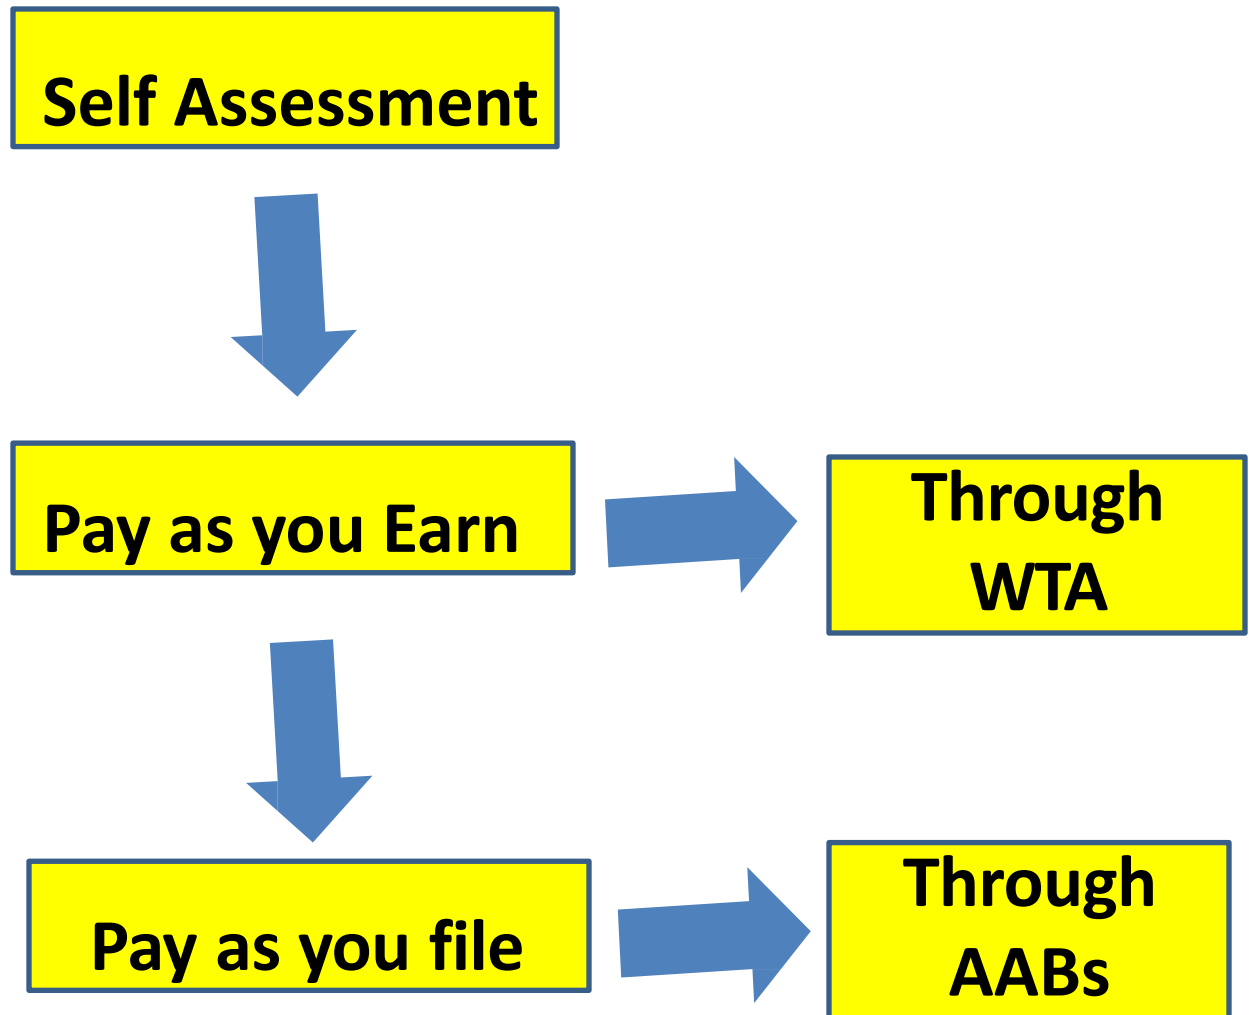 Self Assessment
Pay as you Earn
Through
WTA
Pay as you file
Through
AABs